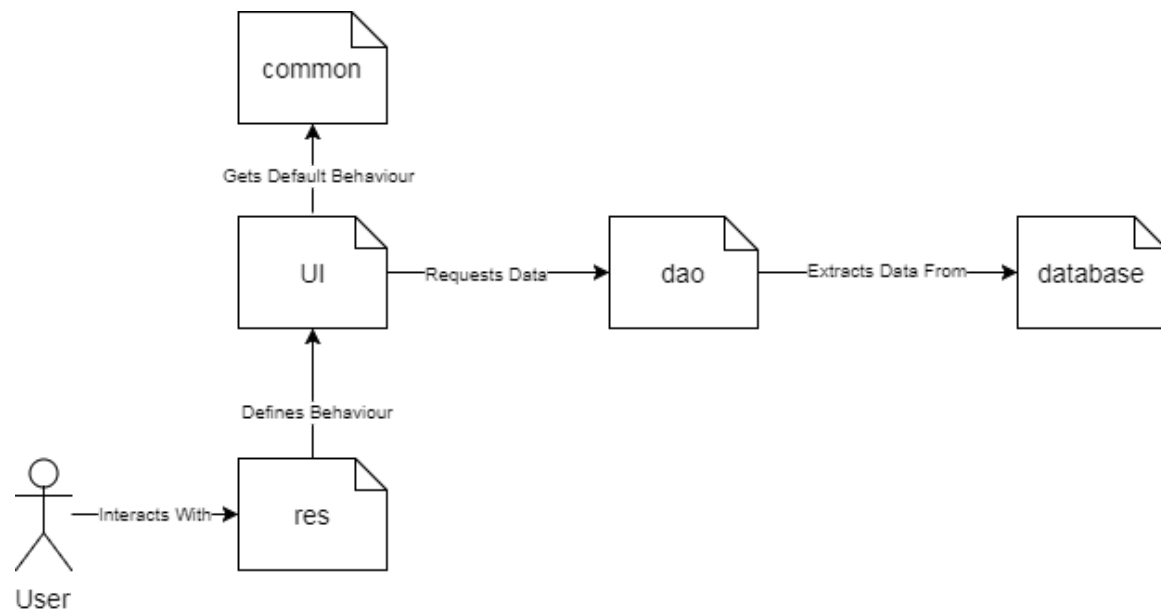 common
Gets Default Behaviour
UI
Requests Data
dao
Extracts Data From
database
Defines Behaviour
Interacts With
res
User